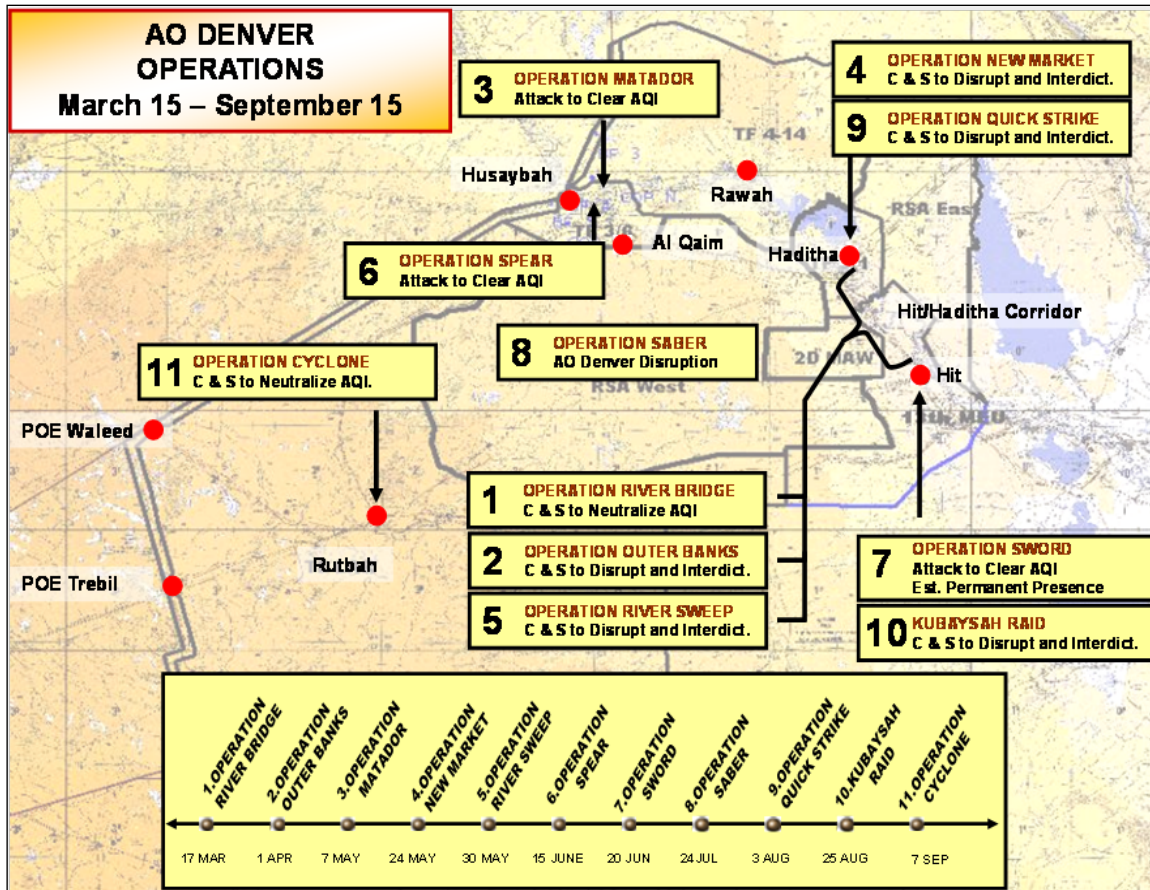 AO DENVER
OPERATIONS
March 15 – September 15
3 OPERATION MATADOR
Attack to Clear AQI
4 OPERATION NEW MARKET
C & S to Disrupt and Interdict.
9 OPERATION QUICK STRIKE
C & S to Disrupt and Interdict.
TF 4-14
Husaybah
Rawah
RSA East
Al Qaim
Haditha
6 OPERATION SPEAR
Attack to Clear AQI
Hit/Haditha Corridor
8 OPERATION SABER
AO Denver Disruption
2D MAW
RSA West
11 OPERATION CYCLONE
C & S to Neutralize AQI.
Hit
MEU
POE Waleed
1 OPERATION RIVER BRIDGE
C & S to Neutralize AQI
2 OPERATION OUTER BANKS
C & S to Disrupt and Interdict.
5 OPERATION RIVER SWEEP
C & S to Disrupt and Interdict.
7 OPERATION SWORD
Attack to Clear AQI
Est. Permanent Presence
10 KUBAYSAH RAID
C & S to Disrupt and Interdict.
Rutbah
POE Trebil
1.OPERATION
RIVER BRIDGE
2.OPERATION
OUTER BANKS
3.OPERATION
MATADOR
4.OPERATION
NEW MARKET
5.OPERATION
RIVER SWEEP
6.OPERATION
SPEAR
7.OPERATION
SWORD
8.OPERATION
SABER
9.OPERATION
QUICK STRIKE
10.KUBAYSAH
RAID
11.OPERATION
CYCLONE
17 MAR
1 APR
7 MAY
24 MAY
30 MAY
15 JUNE
20 JUN
24 JUL
3 AUG
25 AUG
7 SEP